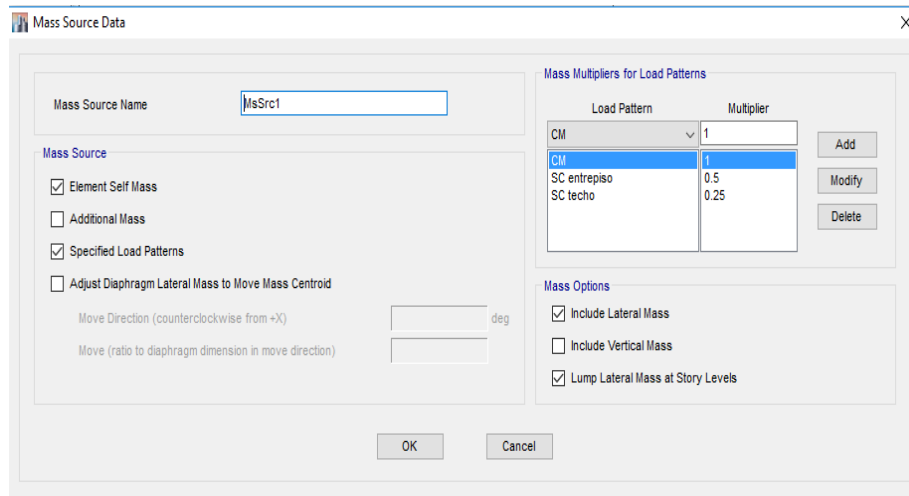 Mass Source Data
Mass Source Name MsSrc1
Mass Source
Element Self Mass
Additional Mass
Specified Load Patterns
Adjust Diaphragm Lateral Mass to Move Mass Centroid
Move Direction (counterclockwise from +X) deg
Move (ratio to diaphragm dimension in move direction)
Mass Multipliers for Load Patterns
Load Pattern Multiplier
CM 1
CM 1
SC entrepiso 0.5
SC techo 0.25
Add
Modify
Delete
Mass Options
Include Lateral Mass
Include Vertical Mass
Lump Lateral Mass at Story Levels
OK Cancel